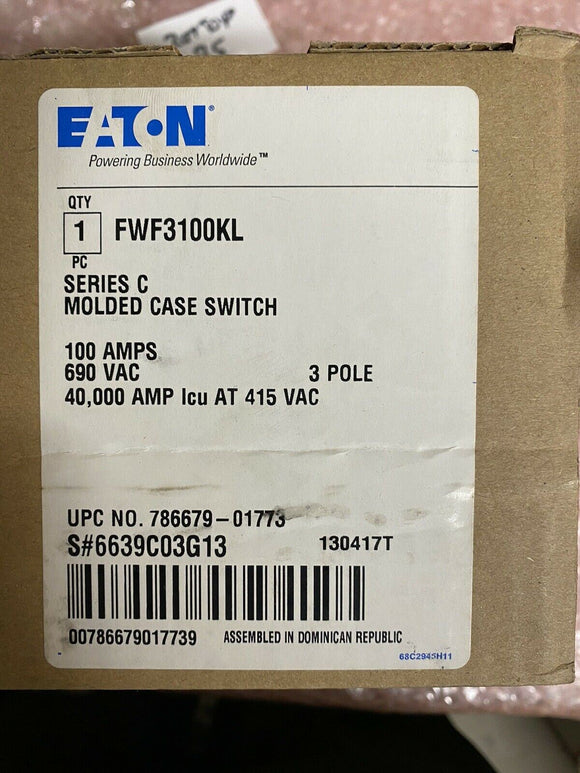 EATON
Powering Business Worldwide™
QTY
1 FWF3100KL
PC
SERIES C
MOLDED CASE SWITCH
100 AMPS
690 VAC 3 POLE
40,000 AMP Icu AT 415 VAC
UPC NO. 786679-01773
S#6639C03G13 130417T
00786679017739 ASSEMBLED IN DOMINICAN REPUBLIC
68C2945H11